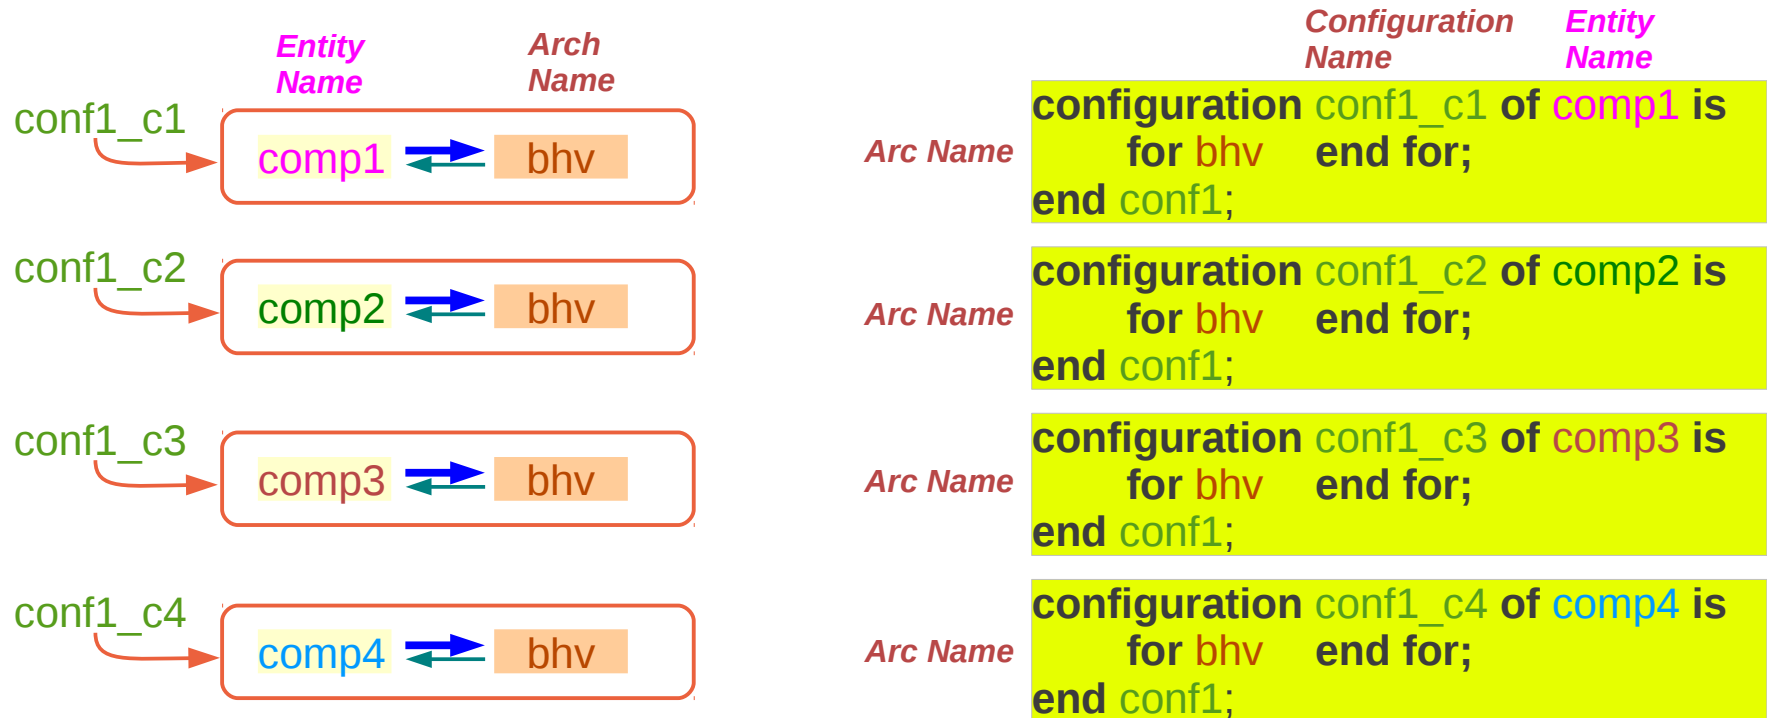 Entity
Name
Arch
Name
conf1_c1
comp1 bhv
conf1_c2
comp2 bhv
conf1_c3
comp3 bhv
conf1_c4
comp4 bhv
Configuration
Name
Entity
Name
Arc Name
configuration conf1_c1 of comp1 is
for bhv end for;
end conf1;
Arc Name
configuration conf1_c2 of comp2 is
for bhv end for;
end conf1;
Arc Name
configuration conf1_c3 of comp3 is
for bhv end for;
end conf1;
Arc Name
configuration conf1_c4 of comp4 is
for bhv end for;
end conf1;